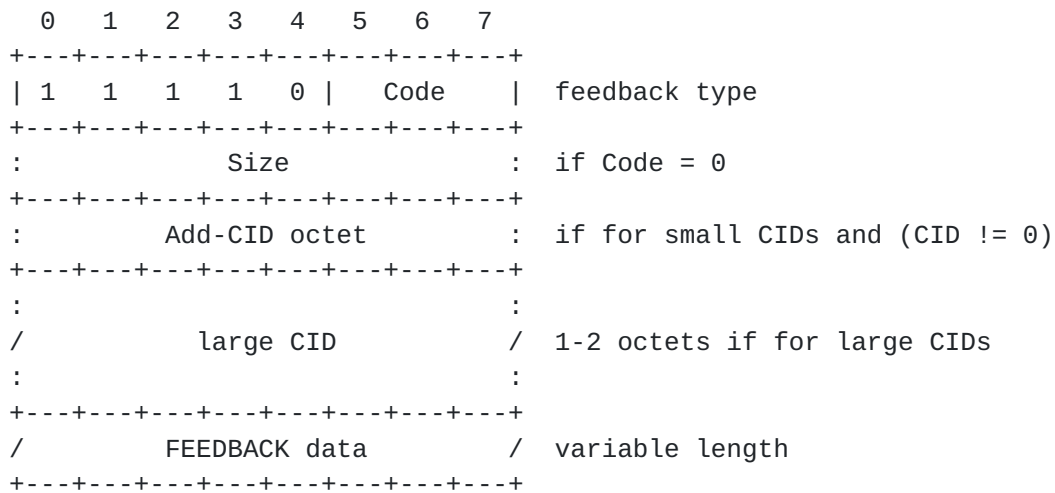 0   1   2   3   4   5   6   7
+---+---+---+---+---+---+---+---+
| 1   1   1   1   0 |   Code    |  feedback type
+---+---+---+---+---+---+---+---+
:             Size              :  if Code = 0
+---+---+---+---+---+---+---+---+
:         Add-CID octet         :  if for small CIDs and (CID != 0)
+---+---+---+---+---+---+---+---+
:                               :
/           large CID           /  1-2 octets if for large CIDs
:                               :
+---+---+---+---+---+---+---+---+
/         FEEDBACK data         /  variable length
+---+---+---+---+---+---+---+---+